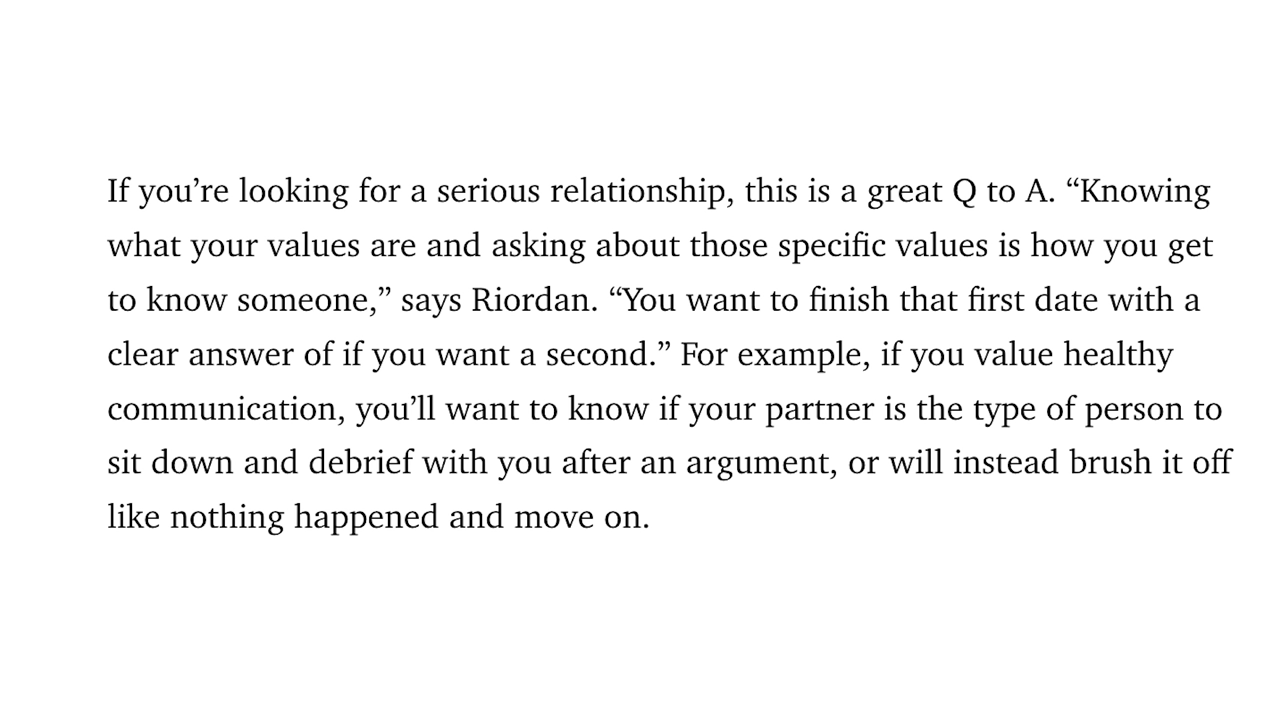 If you’re looking for a serious relationship, this is a great Q to A. “Knowing
what your values are and asking about those specific values is how you get
to know someone,” says Riordan. “You want to finish that first date with a
clear answer of if you want a second.” For example, if you value healthy
communication, you’ll want to know if your partner is the type of person to
sit down and debrief with you after an argument, or will instead brush it off
like nothing happened and move on.